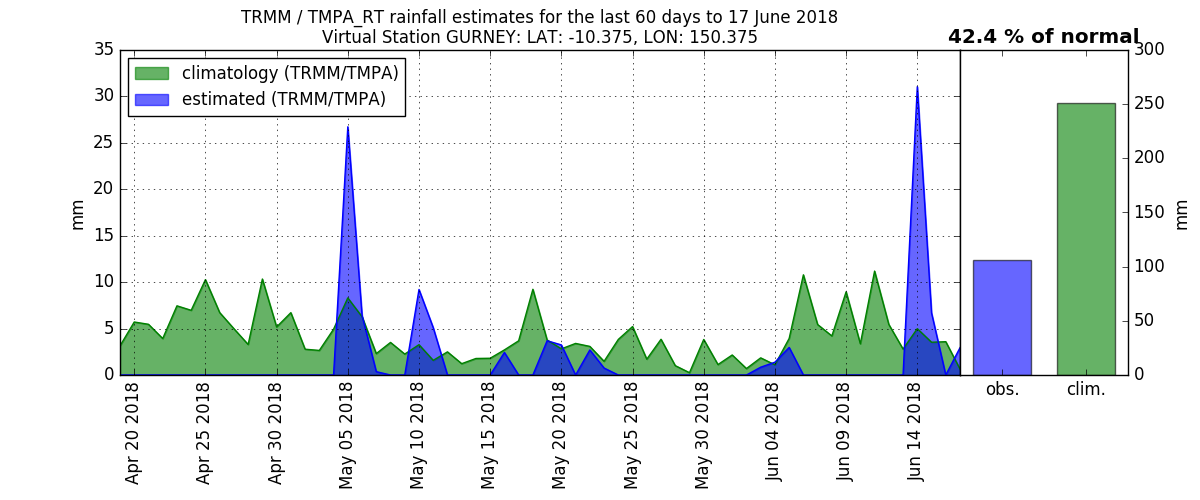 TRMM / TMPA_RT rainfall estimates for the last 60 days to 17 June 2018
Virtual Station GURNEY: LAT: -10.375, LON: 150.375
42.4 % of normal
climatology (TRMM/TMPA)
estimated (TRMM/TMPA)
mm
35
30
25
20
15
10
5
0
Apr 20 2018
Apr 25 2018
Apr 30 2018
May 05 2018
May 10 2018
May 15 2018
May 20 2018
May 25 2018
May 30 2018
Jun 04 2018
Jun 09 2018
Jun 14 2018
obs.
clim.
300
250
200
150
100
50
0
mm